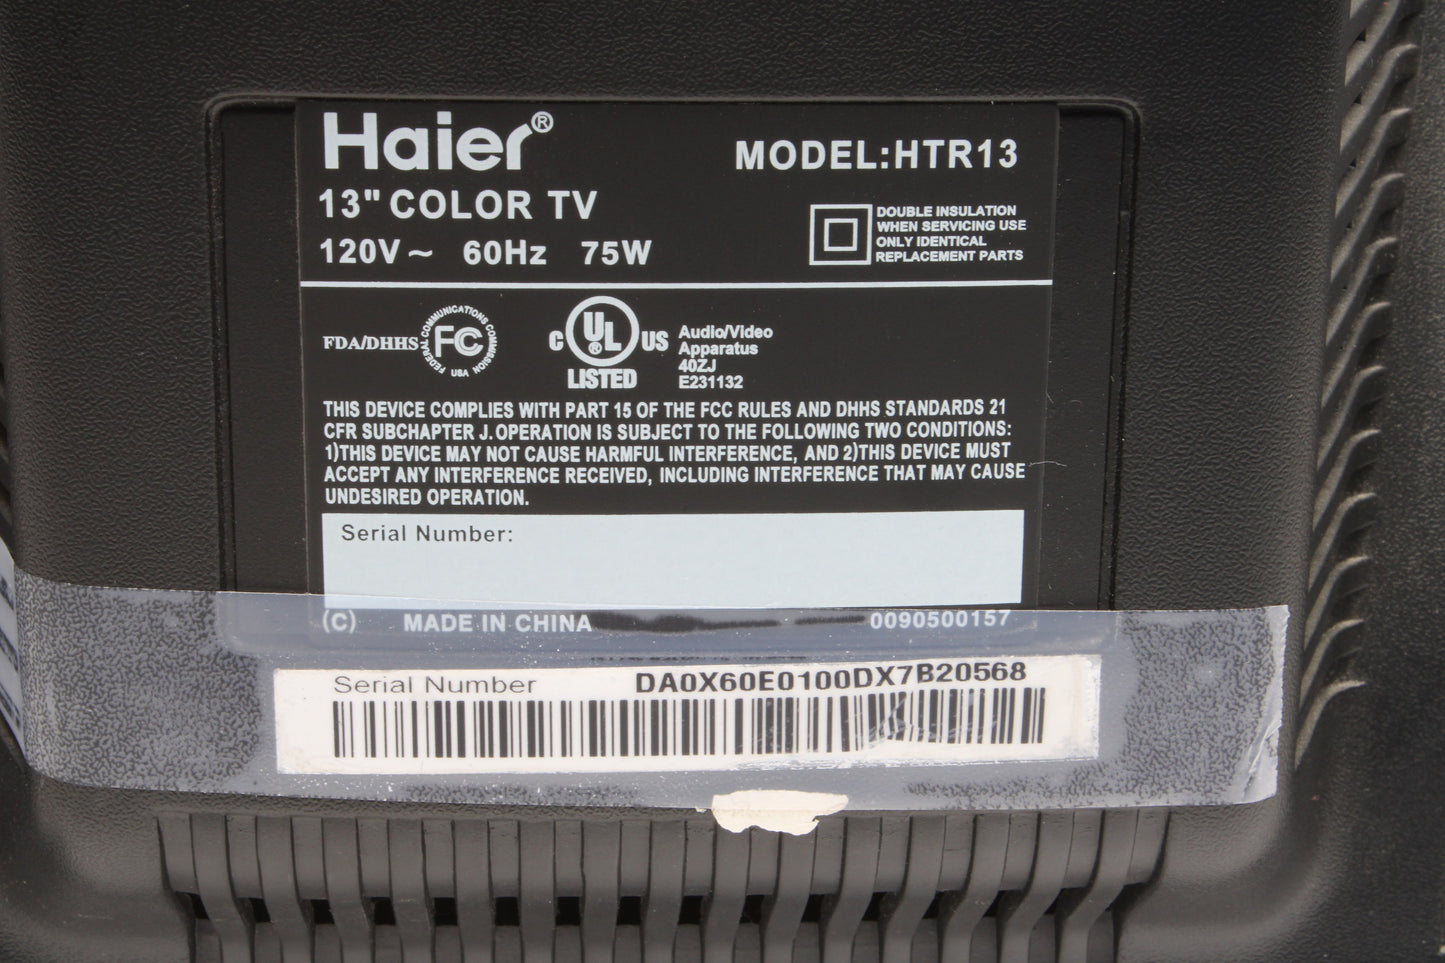 Haier®
MODEL:HTR13
13" COLOR TV
120V ~ 60Hz 75W
DOUBLE INSULATION
WHEN SERVICING USE
ONLY IDENTICAL
REPLACEMENT PARTS
FDA/DHHS
FEDERAL COMMUNICATIONS COMMISSION
FC
USA
C UL® US
LISTED
Audio/Video
Apparatus
40ZJ
E231132
THIS DEVICE COMPLIES WITH PART 15 OF THE FCC RULES AND DHHS STANDARDS 21
CFR SUBCHAPTER J.OPERATION IS SUBJECT TO THE FOLLOWING TWO CONDITIONS:
1)THIS DEVICE MAY NOT CAUSE HARMFUL INTERFERENCE, AND 2)THIS DEVICE MUST
ACCEPT ANY INTERFERENCE RECEIVED, INCLUDING INTERFERENCE THAT MAY CAUSE
UNDESIRED OPERATION.
Serial Number:
(C) MADE IN CHINA 0090500157
Serial Number DA0X60E0100DX7B20568